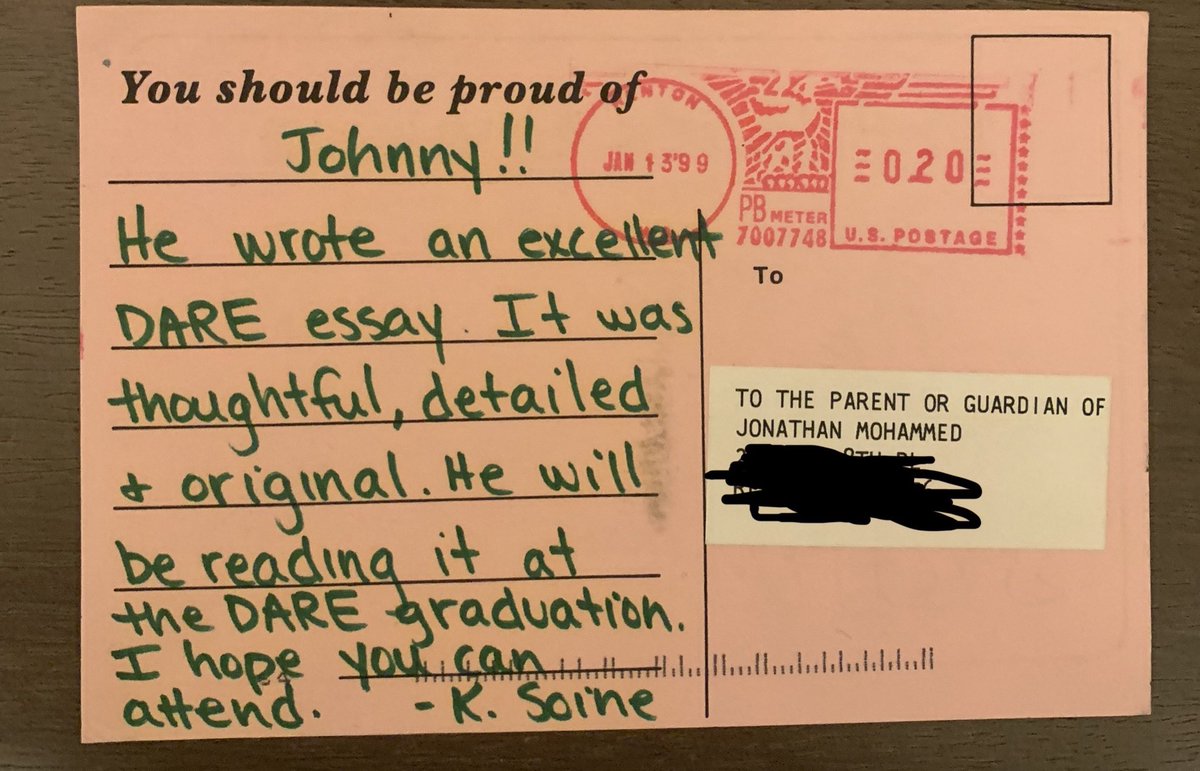 You should be proud of
Johnny!!
He wrote an excellent
DARE essay. It was
thoughtful, detailed
& original. He will
be reading it at
the DARE graduation.
I hope you can
attend. - K. Soine
JAN 13'99
020
PB METER
7007748
U.S. POSTAGE
To
TO THE PARENT OR GUARDIAN OF
JONATHAN MOHAMMED